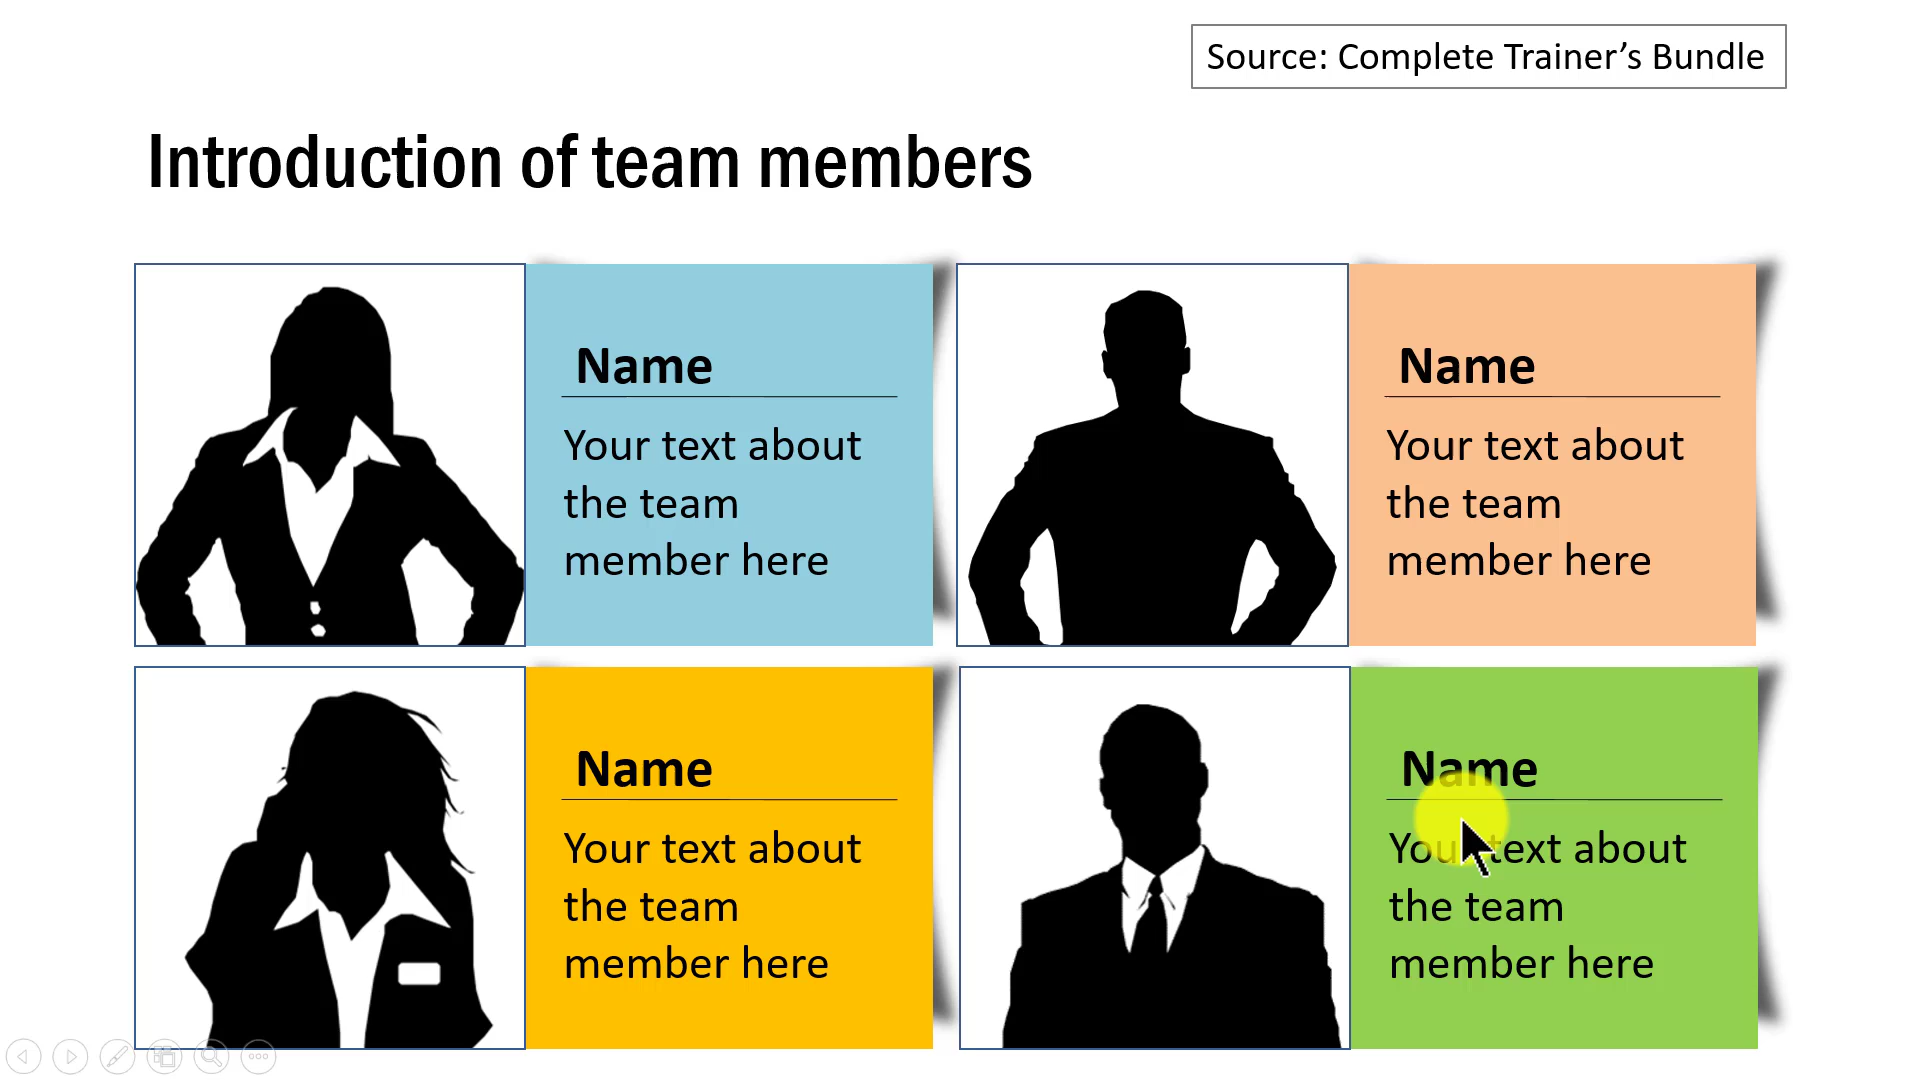 Source: Complete Trainer’s Bundle
Introduction of team members
Name
Your text about
the team
member here
Name
Your text about
the team
member here
Name
Your text about
the team
member here
Name
Your text about
the team
member here